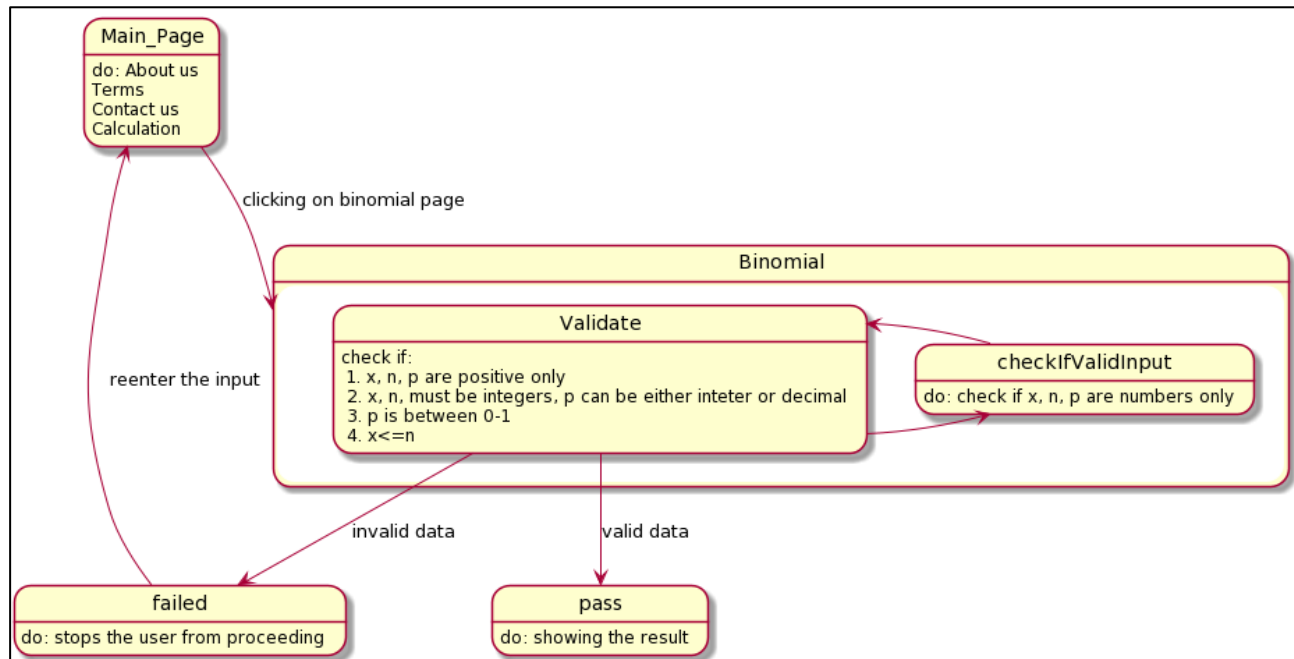 Main_Page
do: About us
Terms
Contact us
Calculation
clicking on binomial page
Binomial
Validate
check if:
1. x, n, p are positive only
2. x, n, must be integers, p can be either inteter or decimal
3. p is between 0-1
4. x<=n
checkIfValidInput
do: check if x, n, p are numbers only
reenter the input
invalid data
valid data
failed
do: stops the user from proceeding
pass
do: showing the result